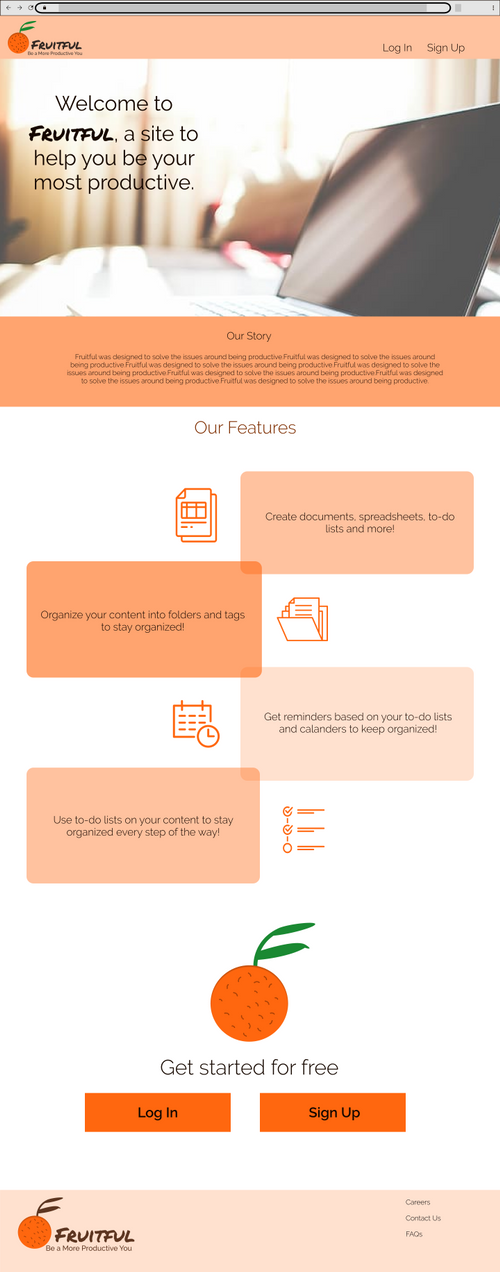 Fruitful
Be a More Productive You
Log In
Sign Up
Welcome to
Fruitful, a site to
help you be your
most productive.
Our Story
Fruitful was designed to solve the issues around being productive.Fruitful was designed to solve the issues around
being productive.Fruitful was designed to solve the issues around being productive.Fruitful was designed to solve the
issues around being productive.Fruitful was designed to solve the issues around being productive.Fruitful was designed
to solve the issues around being productive.Fruitful was designed to solve the issues around being productive.
Our Features
Create documents, spreadsheets, to-do
lists and more!
Organize your content into folders and tags
to stay organized!
Get reminders based on your to-do lists
and calanders to keep organized!
Use to-do lists on your content to stay
organized every step of the way!
Get started for free
Log In
Sign Up
Fruitful
Be a More Productive You
Careers
Contact Us
FAQs